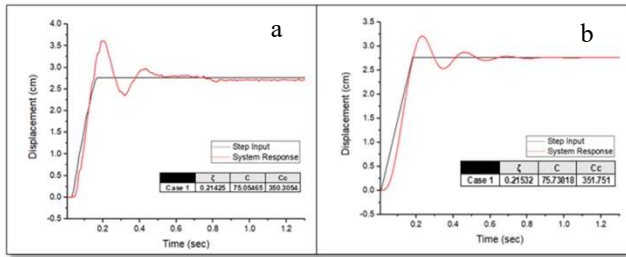 a
4.0
3.5
3.0
2.5
2.0
1.5
1.0
0.5
0.0
-0.5
Displacement (cm)
Step Input
System Response
ζ C Cc
Case 1 0.21425 75.05465 350.3054
0.2 0.4 0.6 0.8 1.0 1.2
Time (sec)
b
3.5
3.0
2.5
2.0
1.5
1.0
0.5
0.0
-0.5
Displacement (cm)
Step Input
System Response
ζ C Cc
Case 1 0.21532 75.73818 351.751
0.2 0.4 0.6 0.8 1.0 1.2
Time (sec)